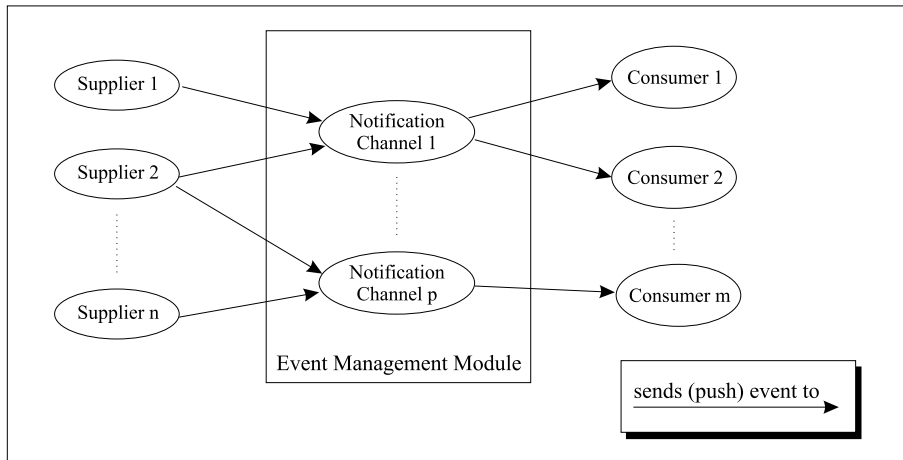 Supplier 1
Supplier 2
Supplier n
Notification
Channel 1
Notification
Channel p
Event Management Module
Consumer 1
Consumer 2
Consumer m
sends (push) event to